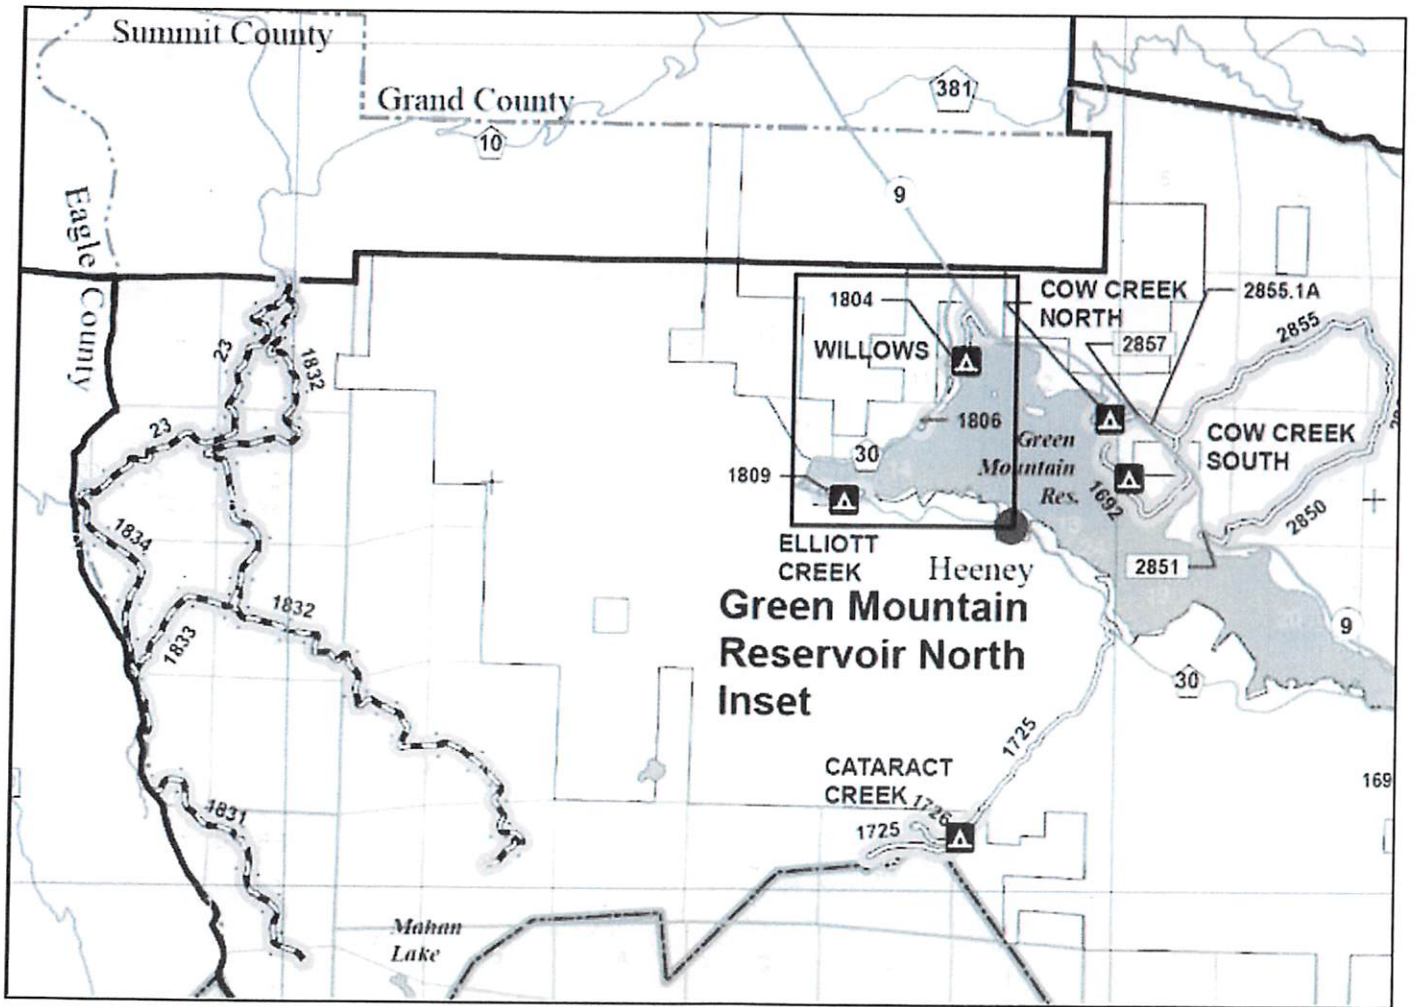 Summit County
Grand County
381
10
9
Eagle County
1804
COW CREEK
NORTH
2855.1A
2855
2857
WILLOWS
23
1832
1806
Green
Mountain
Res.
COW CREEK
SOUTH
23
30
1809
1692
2850
1834
ELLIOTT
CREEK
Heeney
2851
1832
Green Mountain
Reservoir North
Inset
9
1833
30
1725
CATARACT
CREEK
1726
169
1831
1725
Mahan
Lake